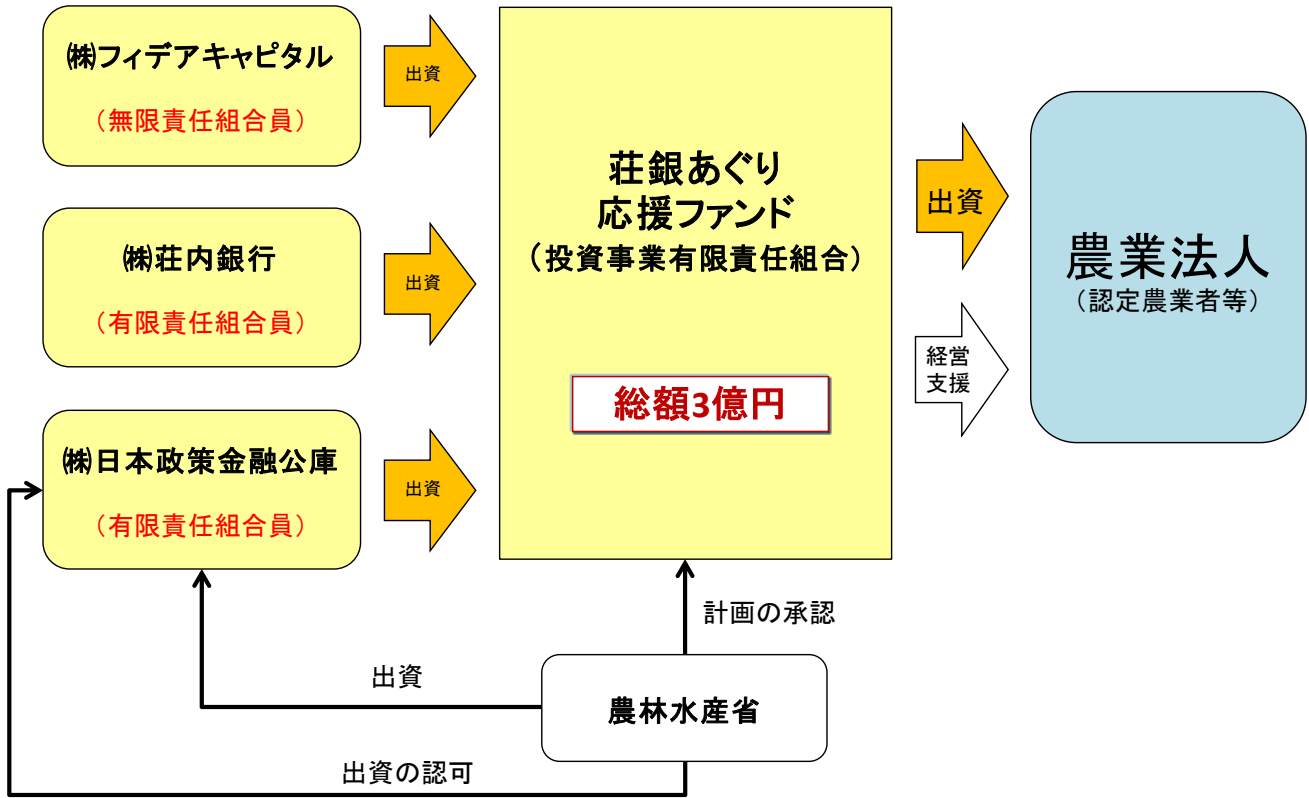 ㈱フィデアキャピタル
（無限責任組合員）
出資
㈱荘内銀行
（有限責任組合員）
出資
㈱日本政策金融公庫
（有限責任組合員）
出資
荘銀あぐり
応援ファンド
（投資事業有限責任組合）
総額3億円
出資
経営
支援
農業法人
（認定農業者等）
計画の承認
出資
農林水産省
出資の認可